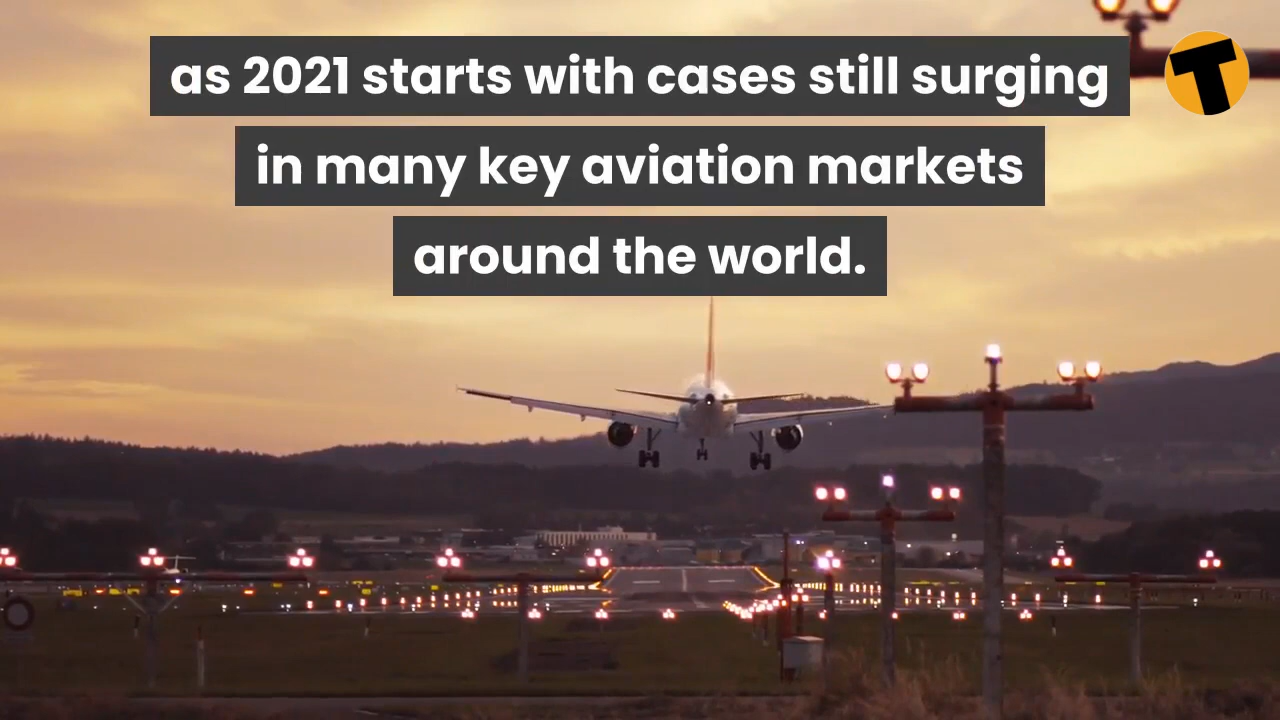 as 2021 starts with cases still surging
in many key aviation markets
around the world.
T